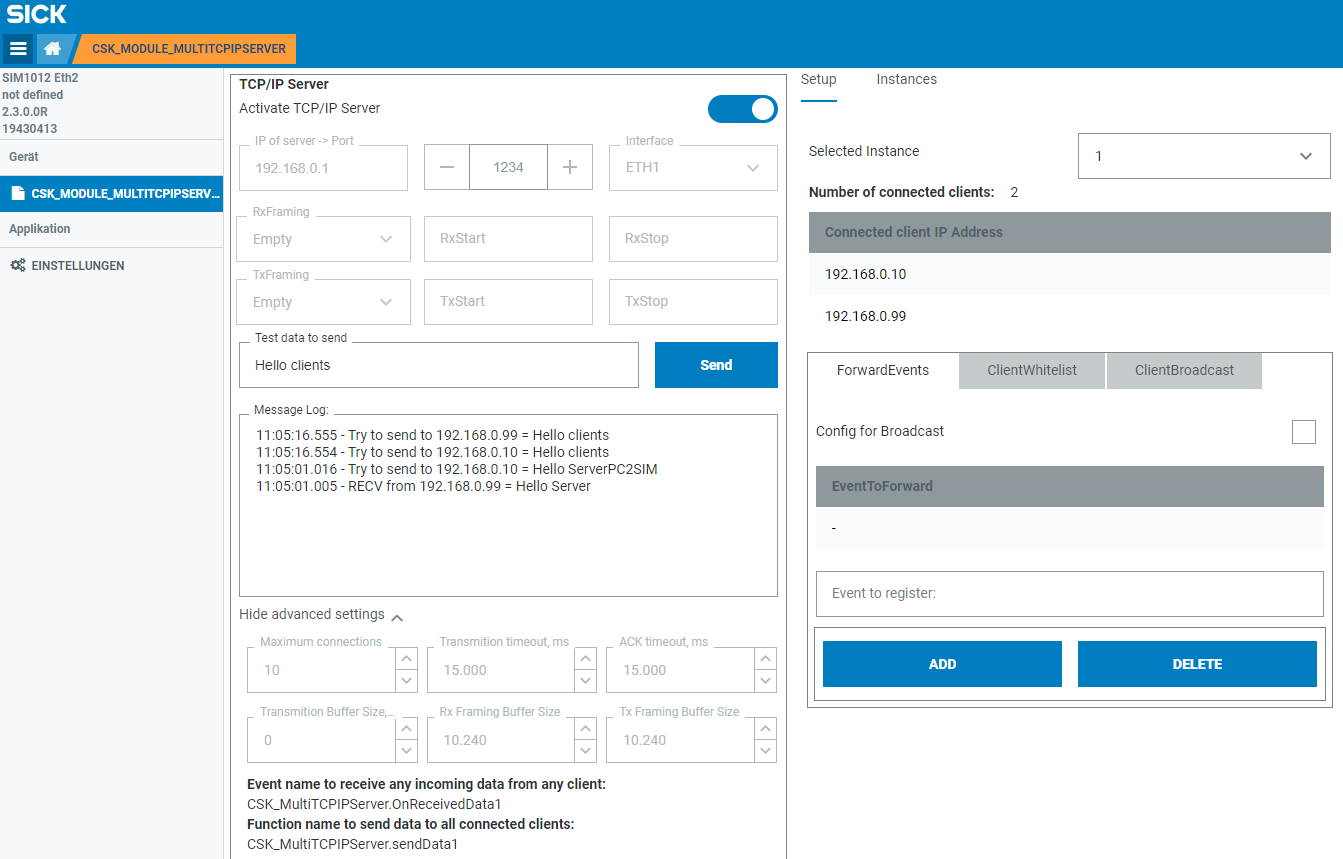 SICK
CSK_MODULE_MULTITCPIPSERVER
SIM1012 Eth2
not defined
2.3.0.0R
19430413
Gerät
CSK_MODULE_MULTITCPIPSERV...
Applikation
EINSTELLUNGEN
TCP/IP Server
Activate TCP/IP Server
IP of server -> Port
192.168.0.1
1234
Interface
ETH1
RxFraming
Empty
RxStart
RxStop
TxFraming
Empty
TxStart
TxStop
Test data to send
Hello clients
Send
Message Log:
11:05:16.555 - Try to send to 192.168.0.99 = Hello clients
11:05:16.554 - Try to send to 192.168.0.10 = Hello clients
11:05:01.016 - Try to send to 192.168.0.10 = Hello ServerPC2SIM
11:05:01.005 - RECV from 192.168.0.99 = Hello Server
Hide advanced settings
Maximum connections
10
Transmition timeout, ms
15.000
ACK timeout, ms
15.000
Transmition Buffer Size,...
0
Rx Framing Buffer Size
10.240
Tx Framing Buffer Size
10.240
Event name to receive any incoming data from any client:
CSK_MultiTCPIPServer.OnReceivedData1
Function name to send data to all connected clients:
CSK_MultiTCPIPServer.sendData1
Setup
Instances
Selected Instance
1
Number of connected clients: 2
Connected client IP Address
192.168.0.10
192.168.0.99
ForwardEvents
ClientWhitelist
ClientBroadcast
Config for Broadcast
EventToForward
-
Event to register:
ADD
DELETE